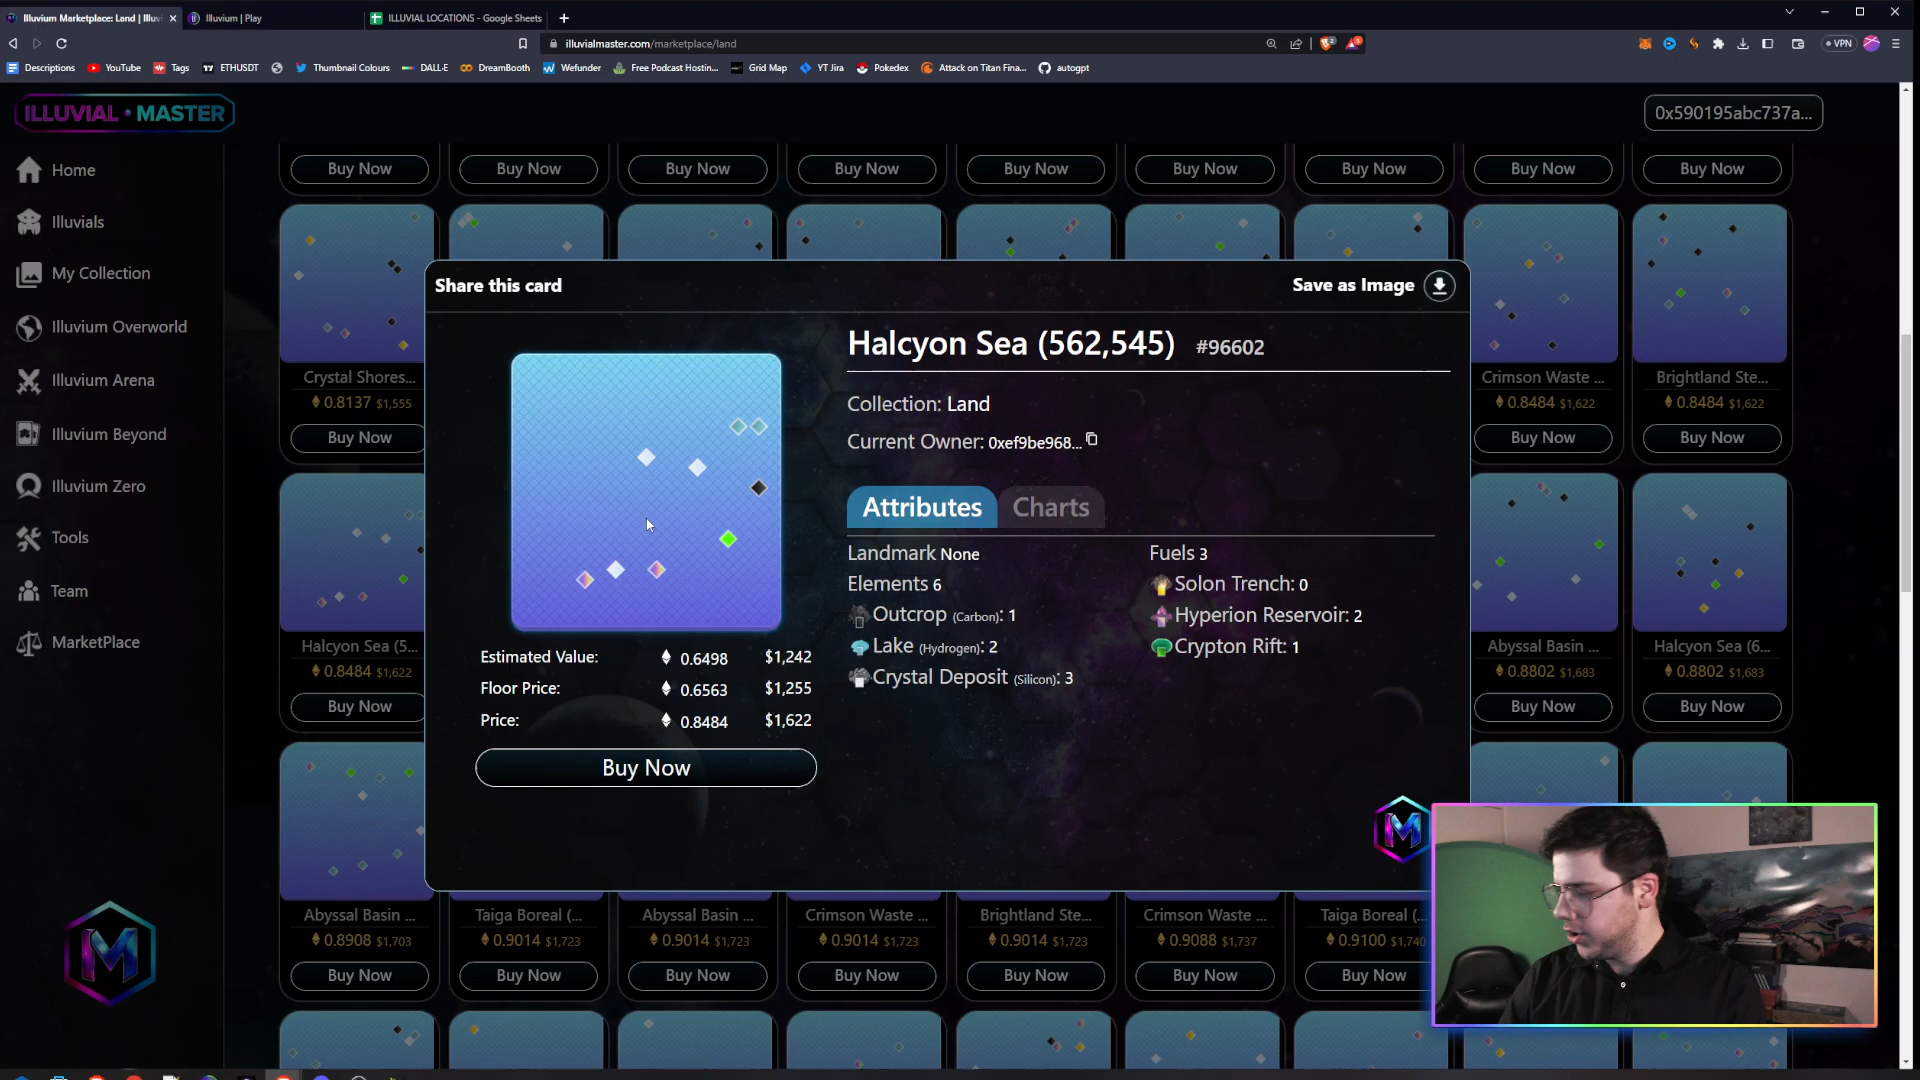 Illuvium Marketplace: Land | Illuvi
Illuvium | Play
ILLUVIAL LOCATIONS - Google Sheets
illuvialmaster.com/marketplace/land
VPN
Descriptions
YouTube
Tags
ETHUSDT
Thumbnail Colours
DALL·E
DreamBooth
Wefunder
Free Podcast Hostin...
Grid Map
YT Jira
Pokedex
Attack on Titan Fina...
autogpt
ILLUVIAL • MASTER
0x590195abc737a...
Home
Illuvials
My Collection
Illuvium Overworld
Illuvium Arena
Illuvium Beyond
Illuvium Zero
Tools
Team
MarketPlace
Buy Now Buy Now Buy Now Buy Now Buy Now Buy Now Buy Now Buy Now Buy Now
Crystal Shores...
0.8137 $1,555
Buy Now
Crimson Waste ...
0.8484 $1,622
Buy Now
Brightland Ste...
0.8484 $1,622
Buy Now
Share this card
Save as Image
Halcyon Sea (562,545) #96602
Collection: Land
Current Owner: 0xef9be968...
Attributes Charts
Landmark None
Elements 6
Outcrop (Carbon): 1
Lake (Hydrogen): 2
Crystal Deposit (Silicon): 3
Fuels 3
Solon Trench: 0
Hyperion Reservoir: 2
Crypton Rift: 1
Estimated Value: 0.6498 $1,242
Floor Price: 0.6563 $1,255
Price: 0.8484 $1,622
Buy Now
Halcyon Sea (5...
0.8484 $1,622
Buy Now
Abyssal Basin ...
0.8802 $1,683
Buy Now
Halcyon Sea (6...
0.8802 $1,683
Buy Now
Abyssal Basin ... Taiga Boreal (... Abyssal Basin ... Crimson Waste ... Brightland Ste... Crimson Waste ... Taiga Boreal (...
0.8908 $1,703 0.9014 $1,723 0.9014 $1,723 0.9014 $1,723 0.9014 $1,723 0.9088 $1,737 0.9100 $1,740
Buy Now Buy Now Buy Now Buy Now Buy Now Buy Now Buy Now